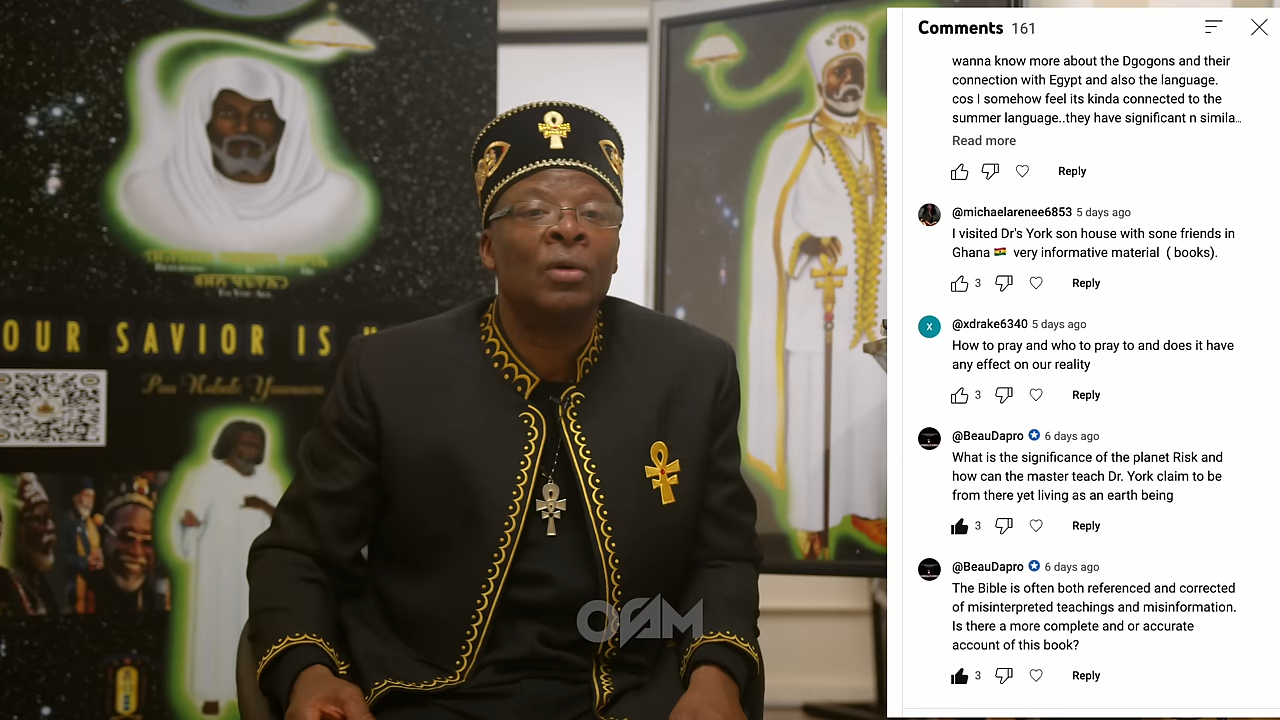 OUR SAVIOR IS
OSM
Comments 161
wanna know more about the Dgogons and their
connection with Egypt and also the language.
cos I somehow feel its kinda connected to the
summer language..they have significant n simila…
Read more
Reply
@michaelarenee6853 5 days ago
I visited Dr's York son house with sone friends in
Ghana 🇬🇭 very informative material ( books).
3
Reply
X
@xdrake6340 5 days ago
How to pray and who to pray to and does it have
any effect on our reality
3
Reply
@BeauDapro 6 days ago
What is the significance of the planet Risk and
how can the master teach Dr. York claim to be
from there yet living as an earth being
3
Reply
@BeauDapro 6 days ago
The Bible is often both referenced and corrected
of misinterpreted teachings and misinformation.
Is there a more complete and or accurate
account of this book?
3
Reply